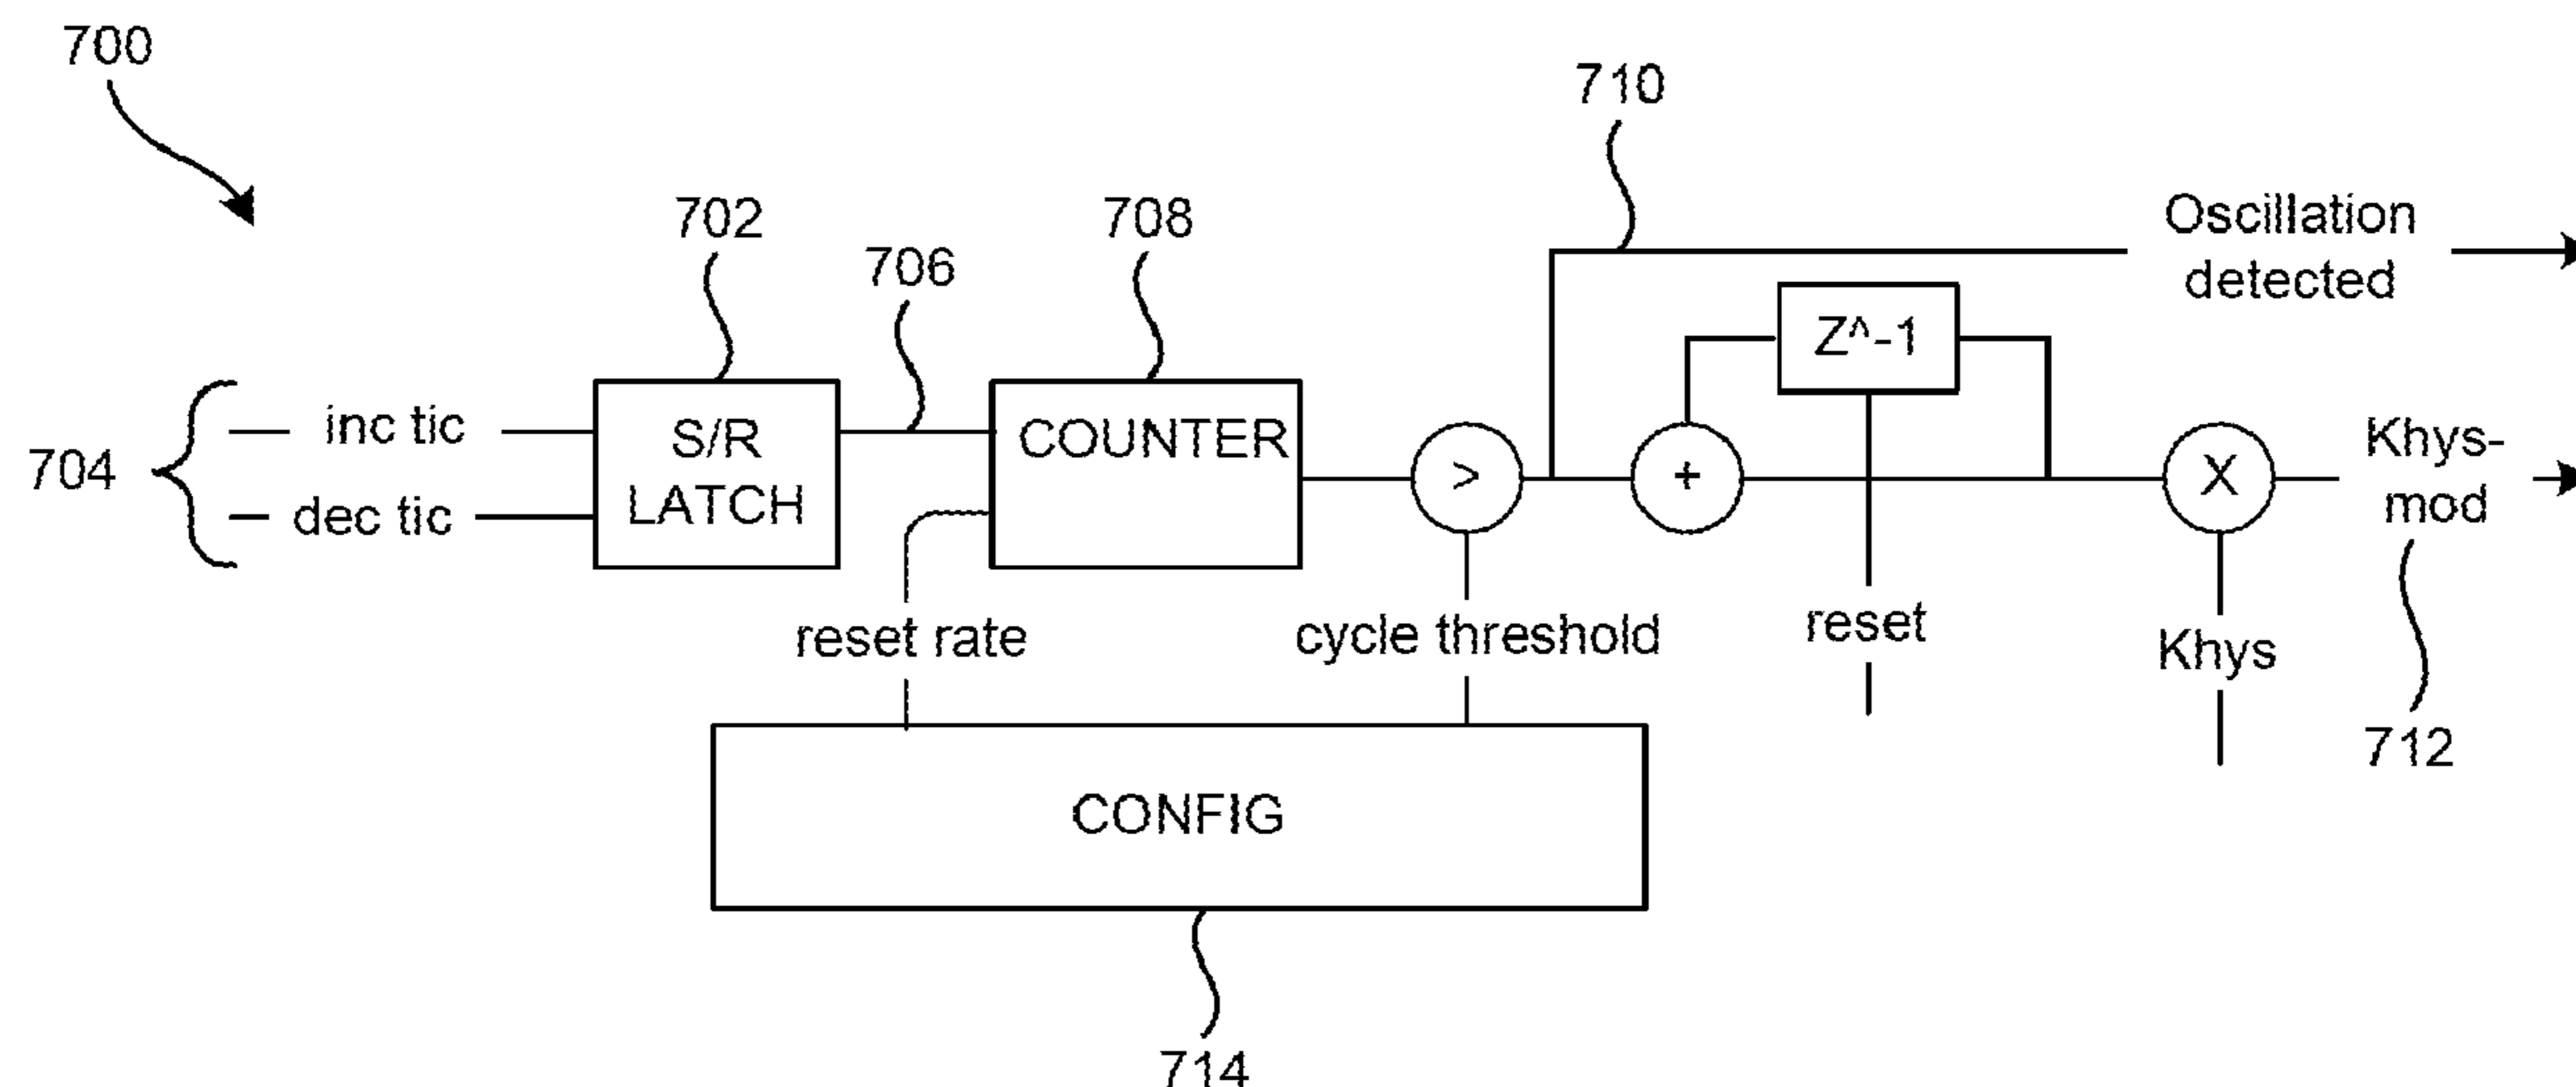 700
710
702
708
706
Oscillation
detected
Z^-1
704
inc tic
dec tic
S/R
LATCH
COUNTER
>
+
X
Khys-
mod
reset rate
cycle threshold
reset
Khys
712
CONFIG
714